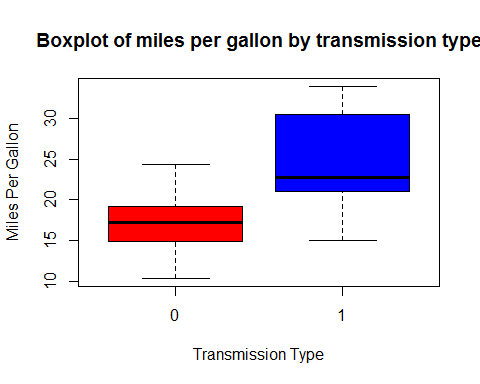 Boxplot of miles per gallon by transmission type
Miles Per Gallon
30
25
20
15
10
0
1
Transmission Type